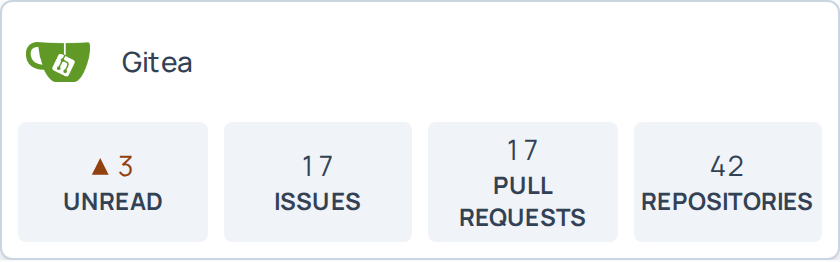 Gitea
▲ 3
UNREAD
17
ISSUES
17
PULL
REQUESTS
42
REPOSITORIES